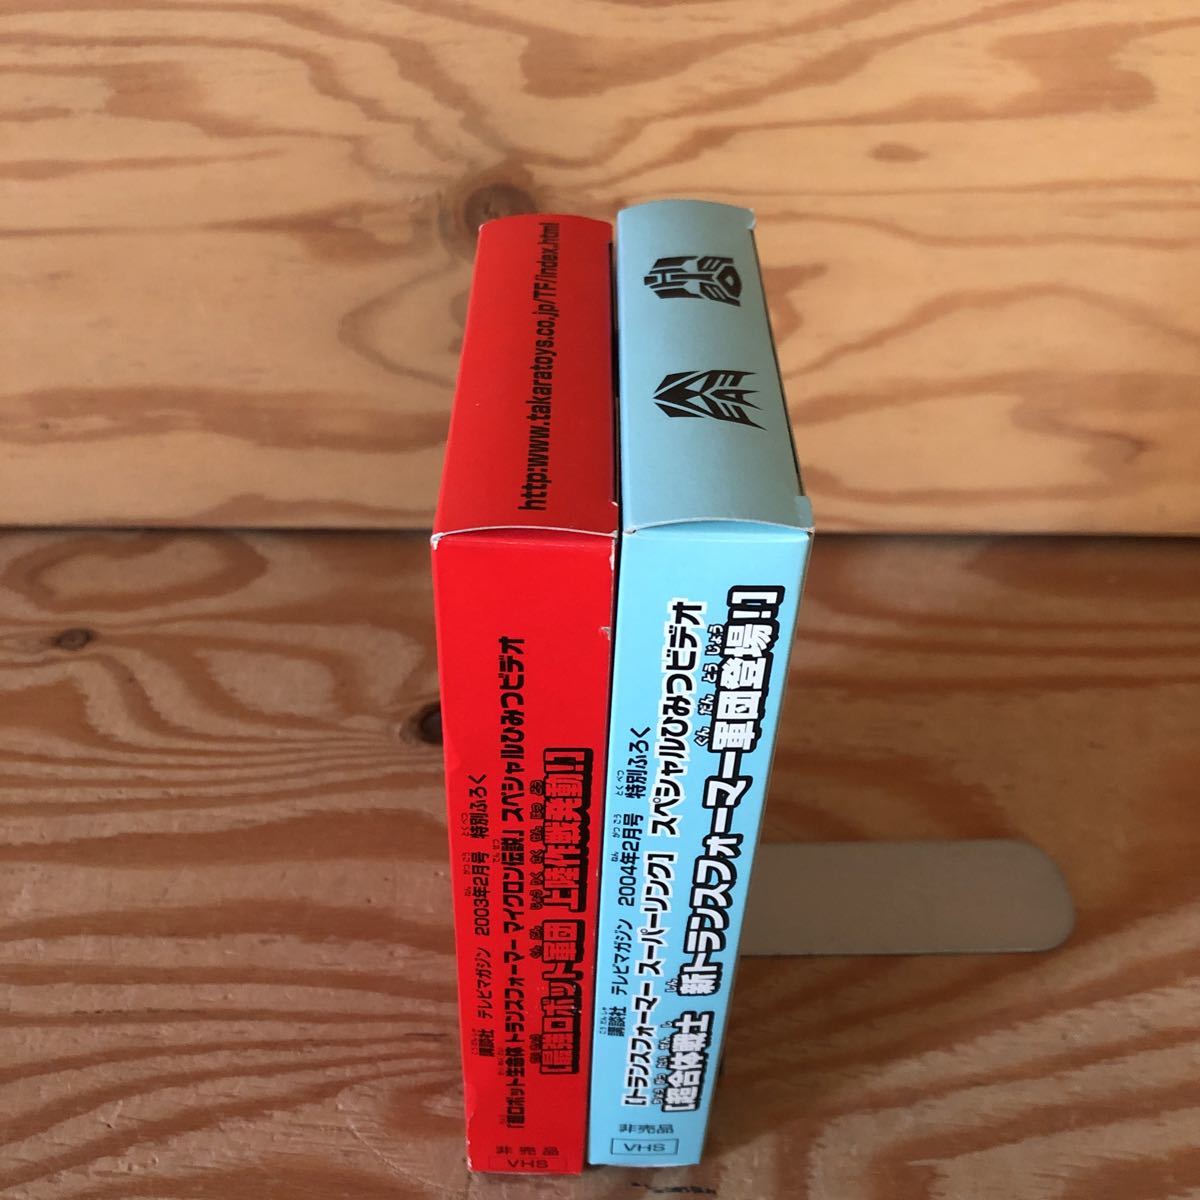 http:www.takaratoys.co.jp/TF/index.html
講談社 テレビマガジン 2003年2月号 特別ふろく
「超ロボット生命体 トランスフォーマー マイクロン伝説」スペシャルひみつビデオ
[最強ロボット軍団 上陸作戦発動!!]
非売品
VHS
講談社 テレビマガジン 2004年2月号 特別ふろく
[トランスフォーマー スーパーリンク] スペシャルひみつビデオ
[超合体戦士 新トランスフォーマー軍団登場!!]
非売品
VHS